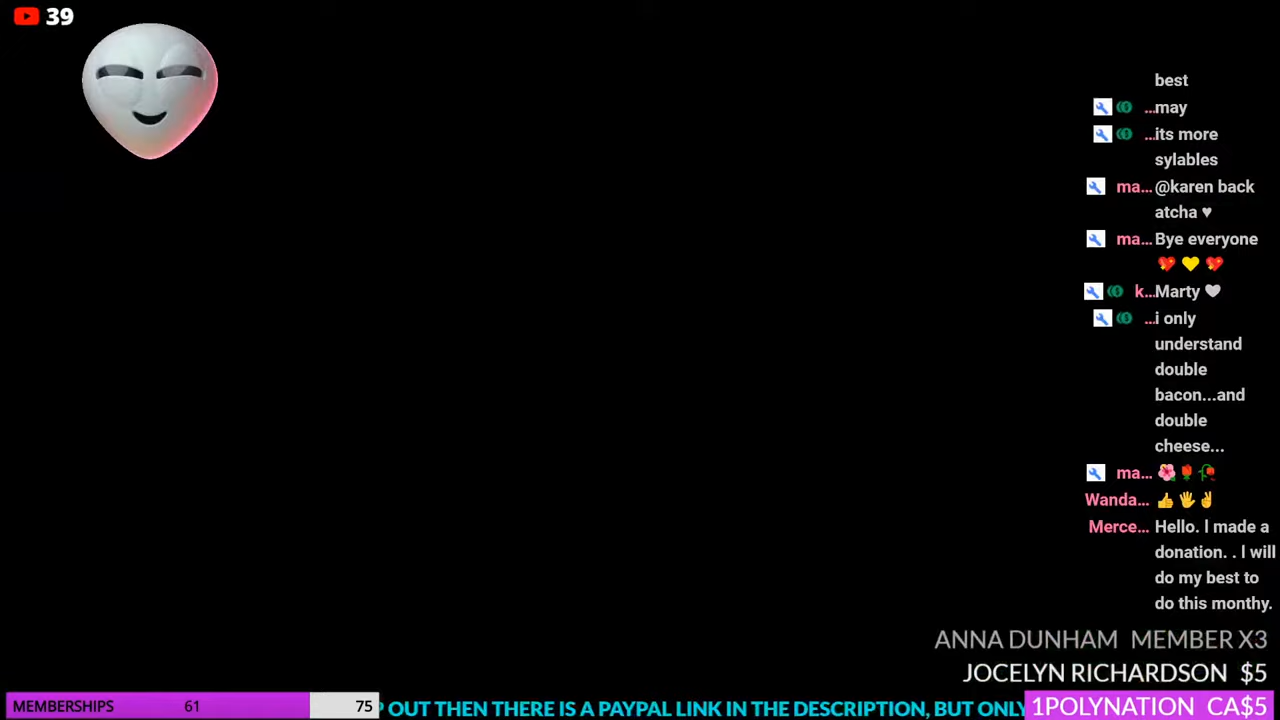 39
best
...may
...its more
sylables
ma... @karen back
atcha ♥
ma... Bye everyone
💖 💛 💖
k... Marty 🤍
...i only
understand
double
bacon...and
double
cheese...
ma... 🌺🌹🥀
Wanda... 👍🖐✌
Merce... Hello. I made a
donation. . I will
do my best to
do this monthy.
ANNA DUNHAM MEMBER X3
JOCELYN RICHARDSON $5
1POLYNATION CA$5
MEMBERSHIPS 61 75
OUT THEN THERE IS A PAYPAL LINK IN THE DESCRIPTION, BUT ONLY